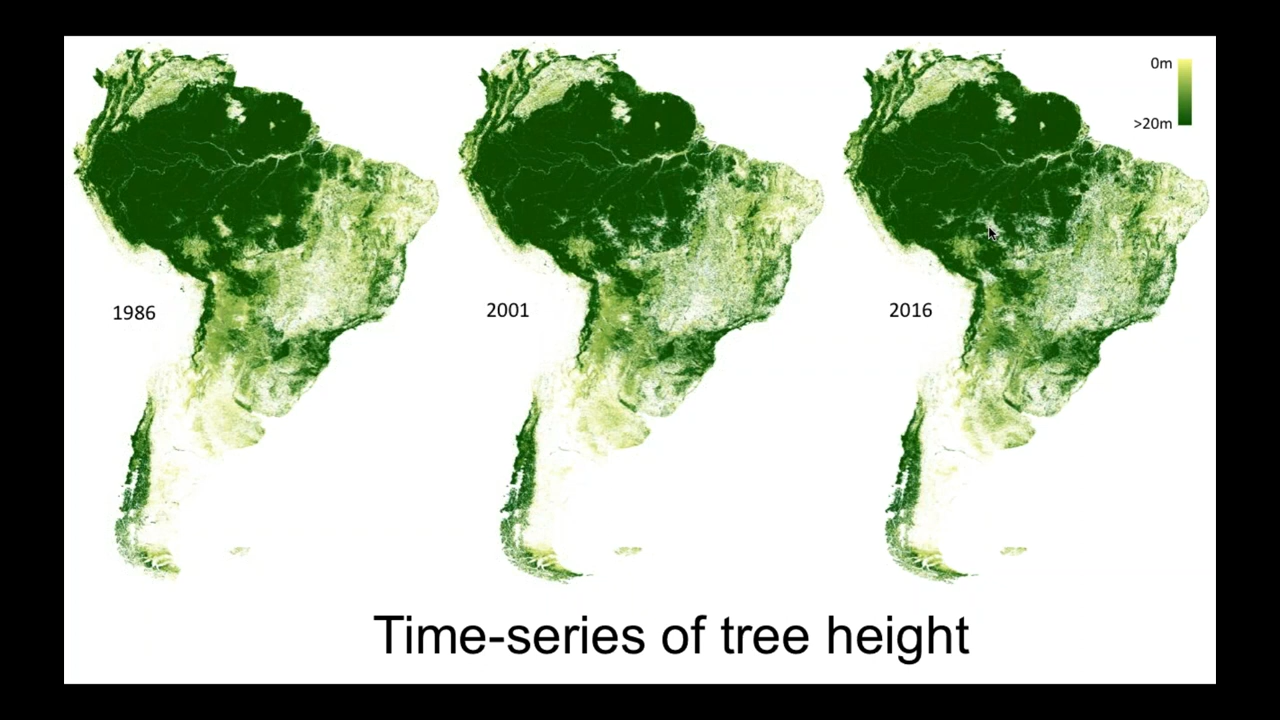 0m
>20m
1986
2001
2016
Time-series of tree height